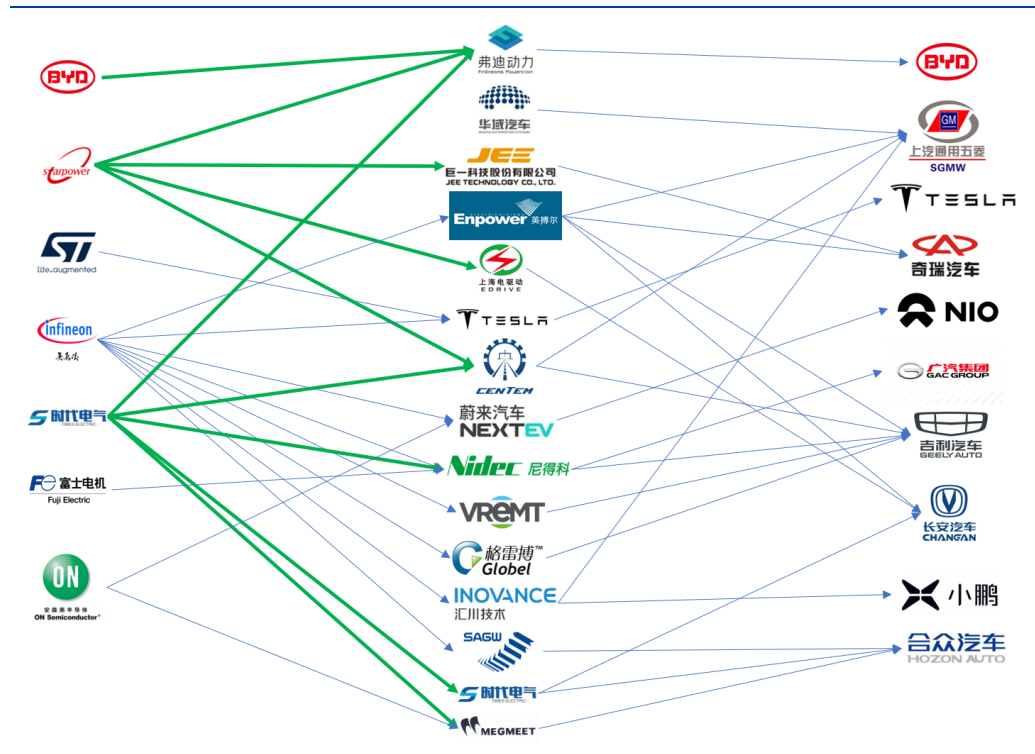 BYD
starpower
ST
life.augmented
infineon
英飞凌
S 时代电气
TIMES ELECTRIC
Fe 富士电机
Fuji Electric
ON
安森美半导体
ON Semiconductor®
弗迪动力
FinDreams Powertrain
华域汽车
JEE
巨一科技股份有限公司
JEE TECHNOLOGY CO., LTD.
Enpower 英搏尔
上海电驱动
EDRIVE
TESLA
CENTEM
蔚来汽车
NEXTEV
Nidec 尼得科
VREMT
格雷博™
Globel
INOVANCE
汇川技术
SAGW
S 时代电气
TIMES ELECTRIC
MEGMEET
BYD
GM
上汽通用五菱
SGMW
TESLA
奇瑞汽车
NIO
广汽集团
GAC GROUP
吉利汽车
GEELY AUTO
长安汽车
CHANGAN
小鹏
合众汽车
HOZON AUTO